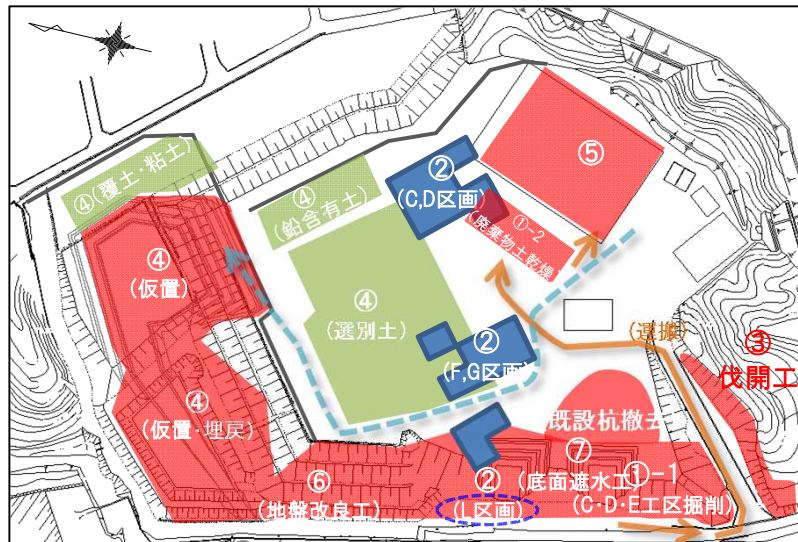 ④(覆土・粘土)
④
(鉛含有土)
②
(C,D区画)
⑤
①-2
(廃棄物土乾燥)
④
(仮置)
④
(選別土)
②
(F,G区画)
(運搬)
③
伐開工
④
(仮置・埋戻)
既設杭撤去
⑥
(地盤改良工)
②
(L区画)
⑦
(底面遮水工)
①-1
(C・D・E工区掘削)